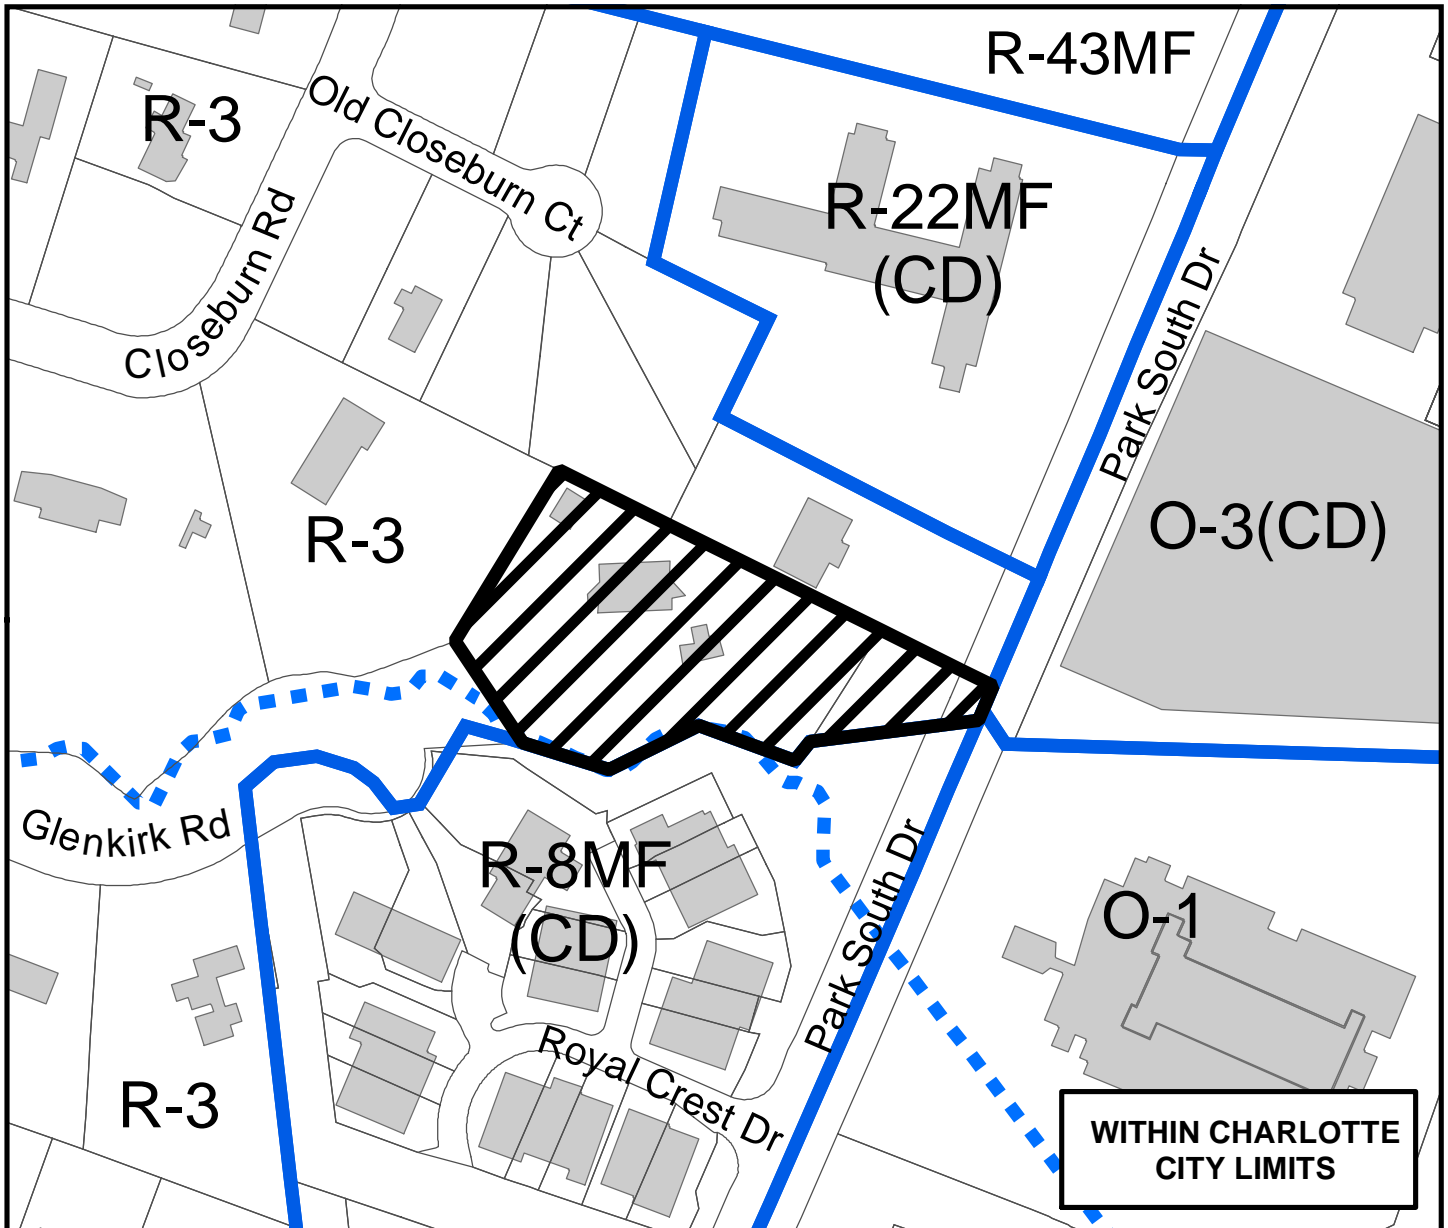 R-43MF
R-3
Old Closeburn Ct
R-22MF
(CD)
Closeburn Rd
Park South Dr
O-3(CD)
R-3
Glenkirk Rd
R-8MF
(CD)
Park South Dr
O-1
Royal Crest Dr
R-3
WITHIN CHARLOTTE
CITY LIMITS